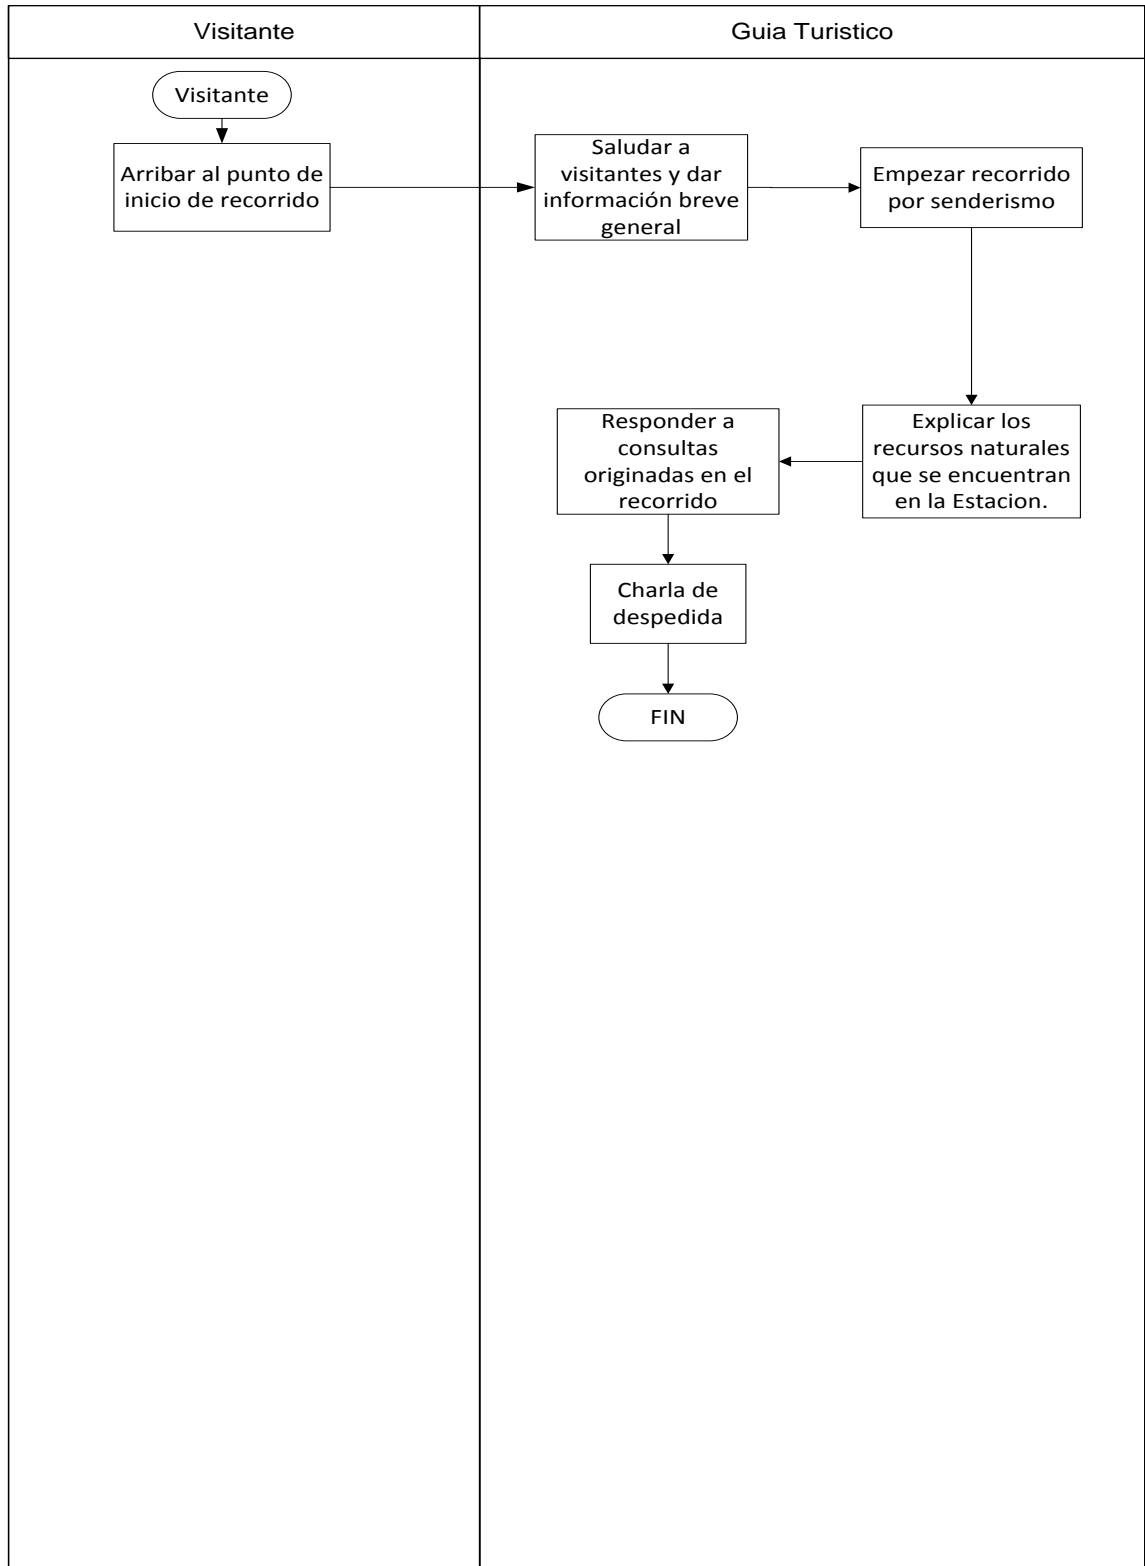 Visitante
Guia Turistico
Visitante
Arribar al punto de
inicio de recorrido
Saludar a
visitantes y dar
información breve
general
Empezar recorrido
por senderismo
Explicar los
recursos naturales
que se encuentran
en la Estacion.
Responder a
consultas
originadas en el
recorrido
Charla de
despedida
FIN